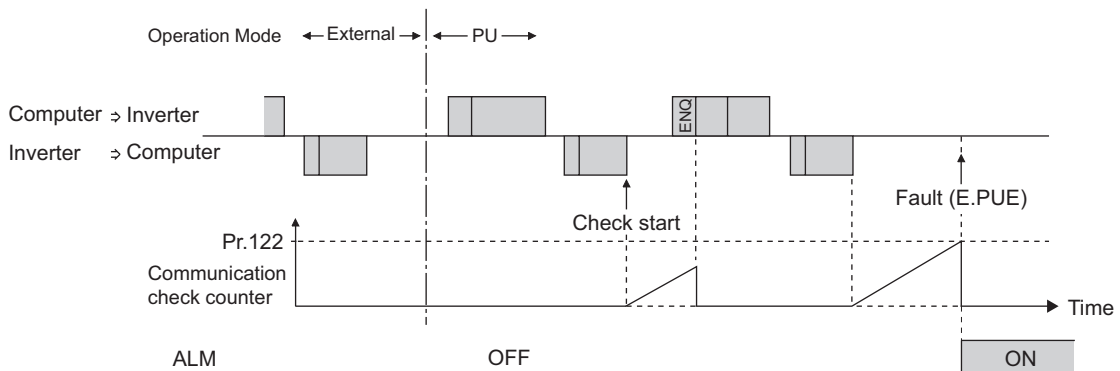 Operation Mode External PU
Computer ⇒ Inverter
ENQ
Inverter ⇒ Computer
Fault (E.PUE)
Check start
Pr.122
Communication
check counter
Time
ALM OFF ON